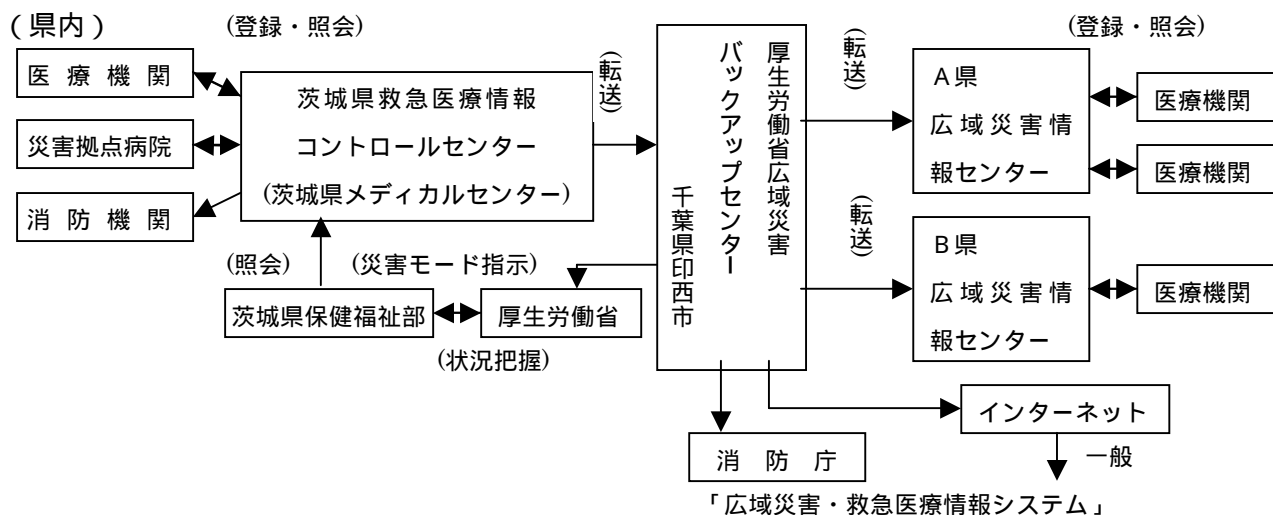 (県内)
(登録・照会)
医療機関
災害拠点病院
消防機関
茨城県救急医療情報
コントロールセンター
(茨城県メディカルセンター)
(転送)
(照会)
(災害モード指示)
茨城県保健福祉部
厚生労働省
(状況把握)
厚生労働省広域災害
バックアップセンター
千葉県印西市
(転送)
(転送)
(登録・照会)
A県
広域災害情
報センター
医療機関
医療機関
B県
広域災害情
報センター
医療機関
消防庁
インターネット
一般
「広域災害・救急医療情報システム」